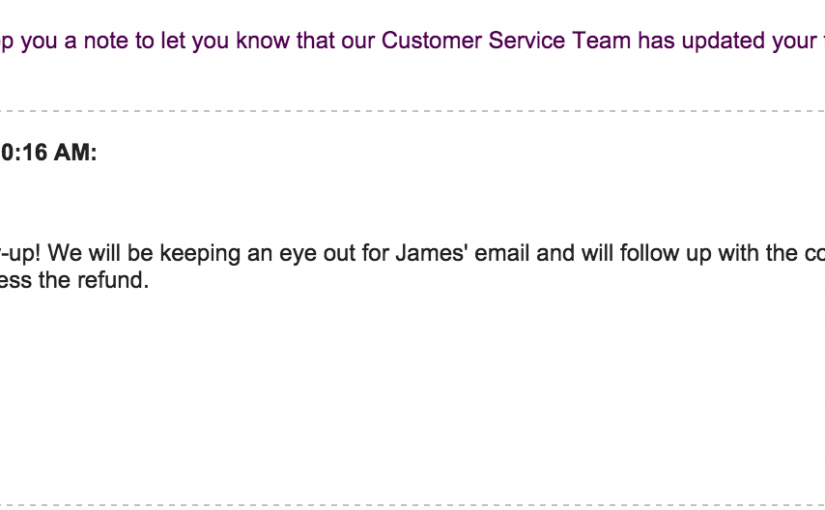 p you a note to let you know that our Customer Service Team has updated your
0:16 AM:
-up! We will be keeping an eye out for James' email and will follow up with the co
ess the refund.